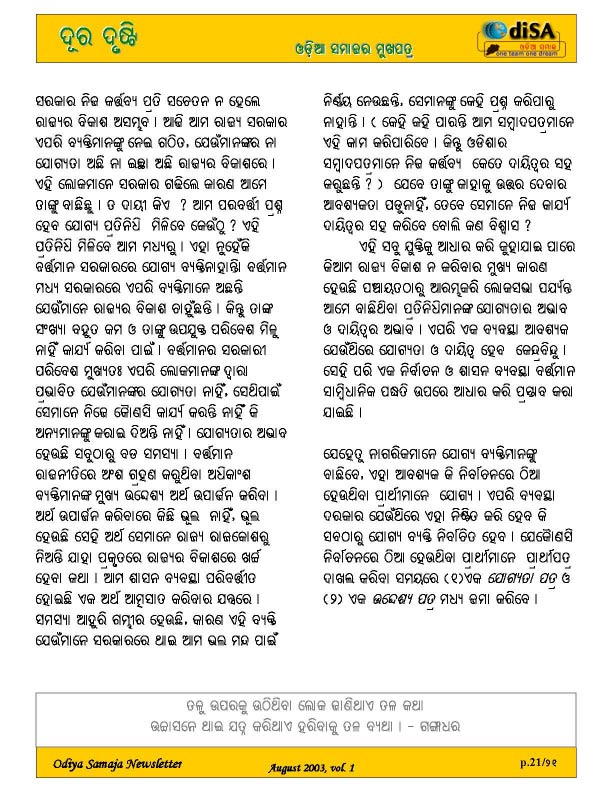 ଦୂର ଦୃଷ୍ଟି
ଓଡ଼ିଆ ସମାଜର ମୁଖପତ୍ର
diSA
ଓଡ଼ିଆ ସମାଜ
one team one dream
ସରକାର ନିଜ କର୍ତ୍ତବ୍ୟ ପ୍ରତି ସଚେତନ ନ ହେଲେ
ରାଜ୍ୟର ବିକାଶ ଅସମ୍ଭବ । ଆଜି ଆମ ରାଜ୍ୟ ସରକାର
ଏପରି ବ୍ୟକ୍ତିମାନଙ୍କୁ ନେଇ ଗଠିତ, ଯେଉଁମାନଙ୍କର ନା
ଯୋଗ୍ୟତା ଅଛି ନା ଇଚ୍ଛା ଅଛି ରାଜ୍ୟର ବିକାଶରେ ।
ଏହି ଲୋକମାନେ ସରକାର ଗଢିଲେ କାରଣ ଆମେ
ତାଙ୍କୁ ବାଛିଛୁ । ତ ଦାୟୀ କିଏ ? ଆମ ପରବର୍ତ୍ତୀ ପ୍ରଶ୍ନ
ହେବ ଯୋଗ୍ୟ ପ୍ରତିନିଧି ମିଳିବେ କେଉଁଠୁ ? ଏହି
ପ୍ରତିନିଧି ମିଳିବେ ଆମ ମଧ୍ୟରୁ । ଏହା ନୁହେଁକି
ବର୍ତ୍ତମାନ ସରକାରରେ ଯୋଗ୍ୟ ବ୍ୟକ୍ତିନାହାନ୍ତି। ବର୍ତ୍ତମାନ
ମଧ୍ୟ ସରକାରରେ ଏପରି ବ୍ୟକ୍ତିମାନେ ଅଛନ୍ତି
ଯେଉଁମାନେ ରାଜ୍ୟର ବିକାଶ ଚାହୁଁଛନ୍ତି । କିନ୍ତୁ ତାଙ୍କ
ସଂଖ୍ୟା ବହୁତ କମ ଓ ତାଙ୍କୁ ଉପଯୁକ୍ତ ପରିବେଶ ମିଳୁ
ନାହିଁ କାର୍ଯ୍ୟ କରିବା ପାଇଁ । ବର୍ତ୍ତମାନର ସରକାରୀ
ପରିବେଶ ମୁଖ୍ୟତଃ ଏପରି ଲୋକମାନଙ୍କ ଦ୍ୱାରା
ପ୍ରଭାବିତ ଯେଉଁମାନଙ୍କର ଯୋଗ୍ୟତା ନାହିଁ, ସେଥିପାଇଁ
ସେମାନେ ନିଜେ କୌଣସି କାର୍ଯ୍ୟ କରନ୍ତି ନାହିଁ କି
ଅନ୍ୟମାନଙ୍କୁ କରାଇ ଦିଅନ୍ତି ନାହିଁ । ଯୋଗ୍ୟତାର ଅଭାବ
ହେଉଛି ସବୁଠାରୁ ବଡ ସମସ୍ୟା । ବର୍ତ୍ତମାନ
ରାଜନୀତିରେ ଅଂଶ ଗ୍ରହଣ କରୁଥିବା ଅଧିକାଂଶ
ବ୍ୟକ୍ତିମାନଙ୍କ ମୁଖ୍ୟ ଉଦ୍ଦେଶ୍ୟ ଅର୍ଥ ଉପାର୍ଜନ କରିବା ।
ଅର୍ଥ ଉପାର୍ଜନ କରିବାରେ କିଛି ଭୂଲ ନାହିଁ, ଭୂଲ
ହେଉଛି ସେହି ଅର୍ଥ ସେମାନେ ରାଜ୍ୟ ରାଜକୋଶରୁ
ନିଅନ୍ତି ଯାହା ପ୍ରକୃତରେ ରାଜ୍ୟର ବିକାଶରେ ଖର୍ଚ୍ଚ
ହେବା କଥା । ଆମ ଶାସନ ବ୍ୟବସ୍ଥା ପରିବର୍ତ୍ତୀତ
ହୋଇଛି ଏକ ଅର୍ଥ ଆତ୍ମସାତ କରିବାର ଯନ୍ତ୍ରରେ ।
ସମସ୍ୟା ଆହୁରି ଗମ୍ଭୀର ହେଉଛି, କାରଣ ଏହି ବ୍ୟକ୍ତି
ଯେଉଁମାନେ ସରକାରରେ ଥାଇ ଆମ ଭଲ ମନ୍ଦ ପାଇଁ
ନିର୍ଣ୍ଣୟ ନେଉଛନ୍ତି, ସେମାନଙ୍କୁ କେହି ପ୍ରଶ୍ନ କରିପାରୁ
ନାହାନ୍ତି । ( କେହି କହି ପାରନ୍ତି ଆମ ସମ୍ବାଦପତ୍ରମାନେ
ଏହି କାମ କରିପାରିବେ । କିନ୍ତୁ ଓଡିଶାର
ସମ୍ବାଦପତ୍ରମାନେ ନିଜ କର୍ତ୍ତବ୍ୟ କେତେ ଦାୟିତ୍ୱର ସହ
କରୁଛନ୍ତି ? ) ଯେବେ ତାଙ୍କୁ କାହାକୁ ଉତ୍ତର ଦେବାର
ଆବଶ୍ୟକତା ପଡୁନାହିଁ, ତେବେ ସେମାନେ ନିଜ କାର୍ଯ୍ୟ
ଦାୟିତ୍ୱର ସହ କରିବେ ବୋଲି କଣ ବିଶ୍ୱାସ ?
ଏହି ସବୁ ଯୁକ୍ତିକୁ ଆଧାର କରି କୁହାଯାଇ ପାରେ
କିଆମ ରାଜ୍ୟ ବିକାଶ ନ କରିବାର ମୁଖ୍ୟ କାରଣ
ହେଉଛି ପଞ୍ଚାୟତଠାରୁ ଆରମ୍ଭକରି ଲୋକସଭା ପର୍ଯ୍ୟନ୍ତ
ଆମେ ବାଛିଥିବା ପ୍ରତିନିଧିମାନଙ୍କ ଯୋଗ୍ୟତାର ଅଭାବ
ଓ ଦାୟିତ୍ୱର ଅଭାବ । ଏପରି ଏକ ବ୍ୟବସ୍ଥା ଆବଶ୍ୟକ
ଯେଉଁଥିରେ ଯୋଗ୍ୟତା ଓ ଦାୟିତ୍ୱ ହେବ କେନ୍ଦ୍ରବିନ୍ଦୁ ।
ସେହି ପରି ଏକ ନିର୍ବାଚନ ଓ ଶାସନ ବ୍ୟବସ୍ଥା ବର୍ତ୍ତମାନ
ସାମ୍ବିଧାନିକ ପଦ୍ଧତି ଉପରେ ଆଧାର କରି ପ୍ରସ୍ତାବ କରା
ଯାଇଛି ।
ଯେହେତୁ ନାଗରିକମାନେ ଯୋଗ୍ୟ ବ୍ୟକ୍ତିମାନଙ୍କୁ
ବାଛିବେ, ଏହା ଆବଶ୍ୟକ କି ନିର୍ବାଚନରେ ଠିଆ
ହେଉଥିବା ପ୍ରାର୍ଥୀମାନେ ଯୋଗ୍ୟ । ଏପରି ବ୍ୟବସ୍ଥା
ଦରକାର ଯେଉଁଥିରେ ଏହା ନିଶ୍ଚିତ କରି ହେବ କି
ସବଠାରୁ ଯୋଗ୍ୟ ବ୍ୟକ୍ତି ନିର୍ବାଚିତ ହେବ । ଯେକୌଣସି
ନିର୍ବାଚନରେ ଠିଆ ହେଉଥିବା ପ୍ରାର୍ଥୀମାନେ ପ୍ରାର୍ଥୀପତ୍ର
ଦାଖଲ କରିବା ସମୟରେ (୧)ଏକ ଯୋଗ୍ୟତା ପତ୍ର ଓ
(୨) ଏକ ଉଦ୍ଦେଶ୍ୟ ପତ୍ର ମଧ୍ୟ ଜମା କରିବେ ।
ତଳୁ ଉପରକୁ ଉଠିଥିବା ଲୋକ ଜାଣିଥାଏ ତଳ କଥା
ଉଚ୍ଚାସନେ ଥାଇ ଯତ୍ନ କରିଥାଏ ହରିବାକୁ ତଳ ବ୍ୟଥା । - ଗଙ୍ଗାଧର
Odiya Samaja Newsletter
August 2003, vol. 1
p.21/୨୧